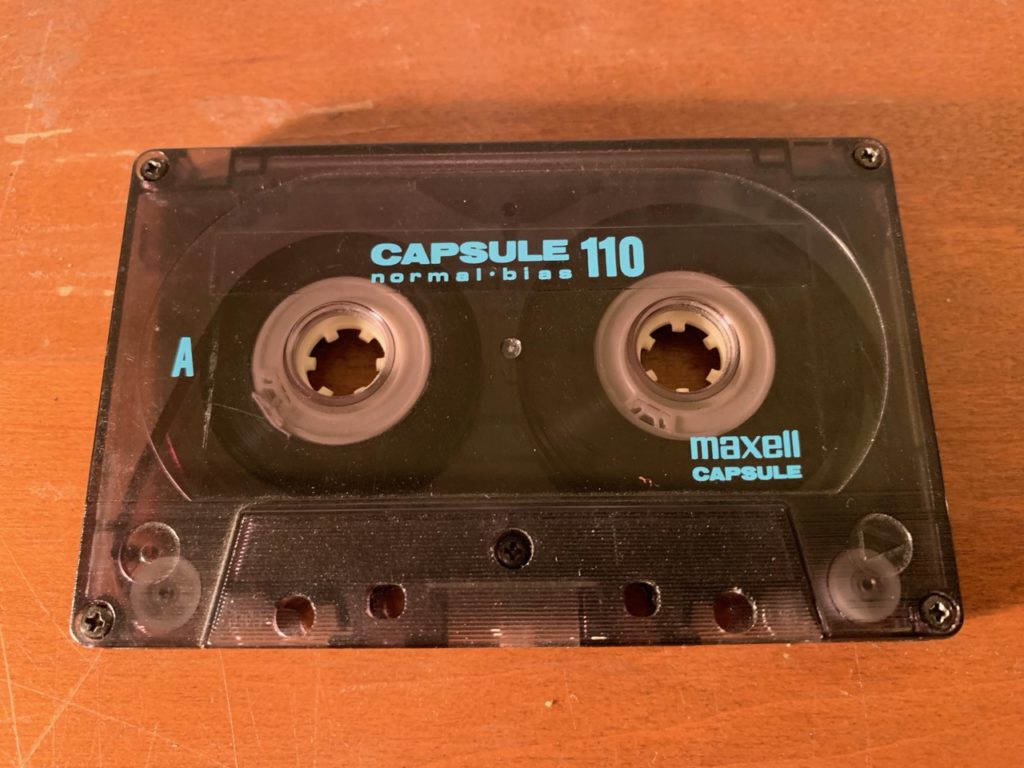 CAPSULE 110
normal·bias
A
maxell
CAPSULE